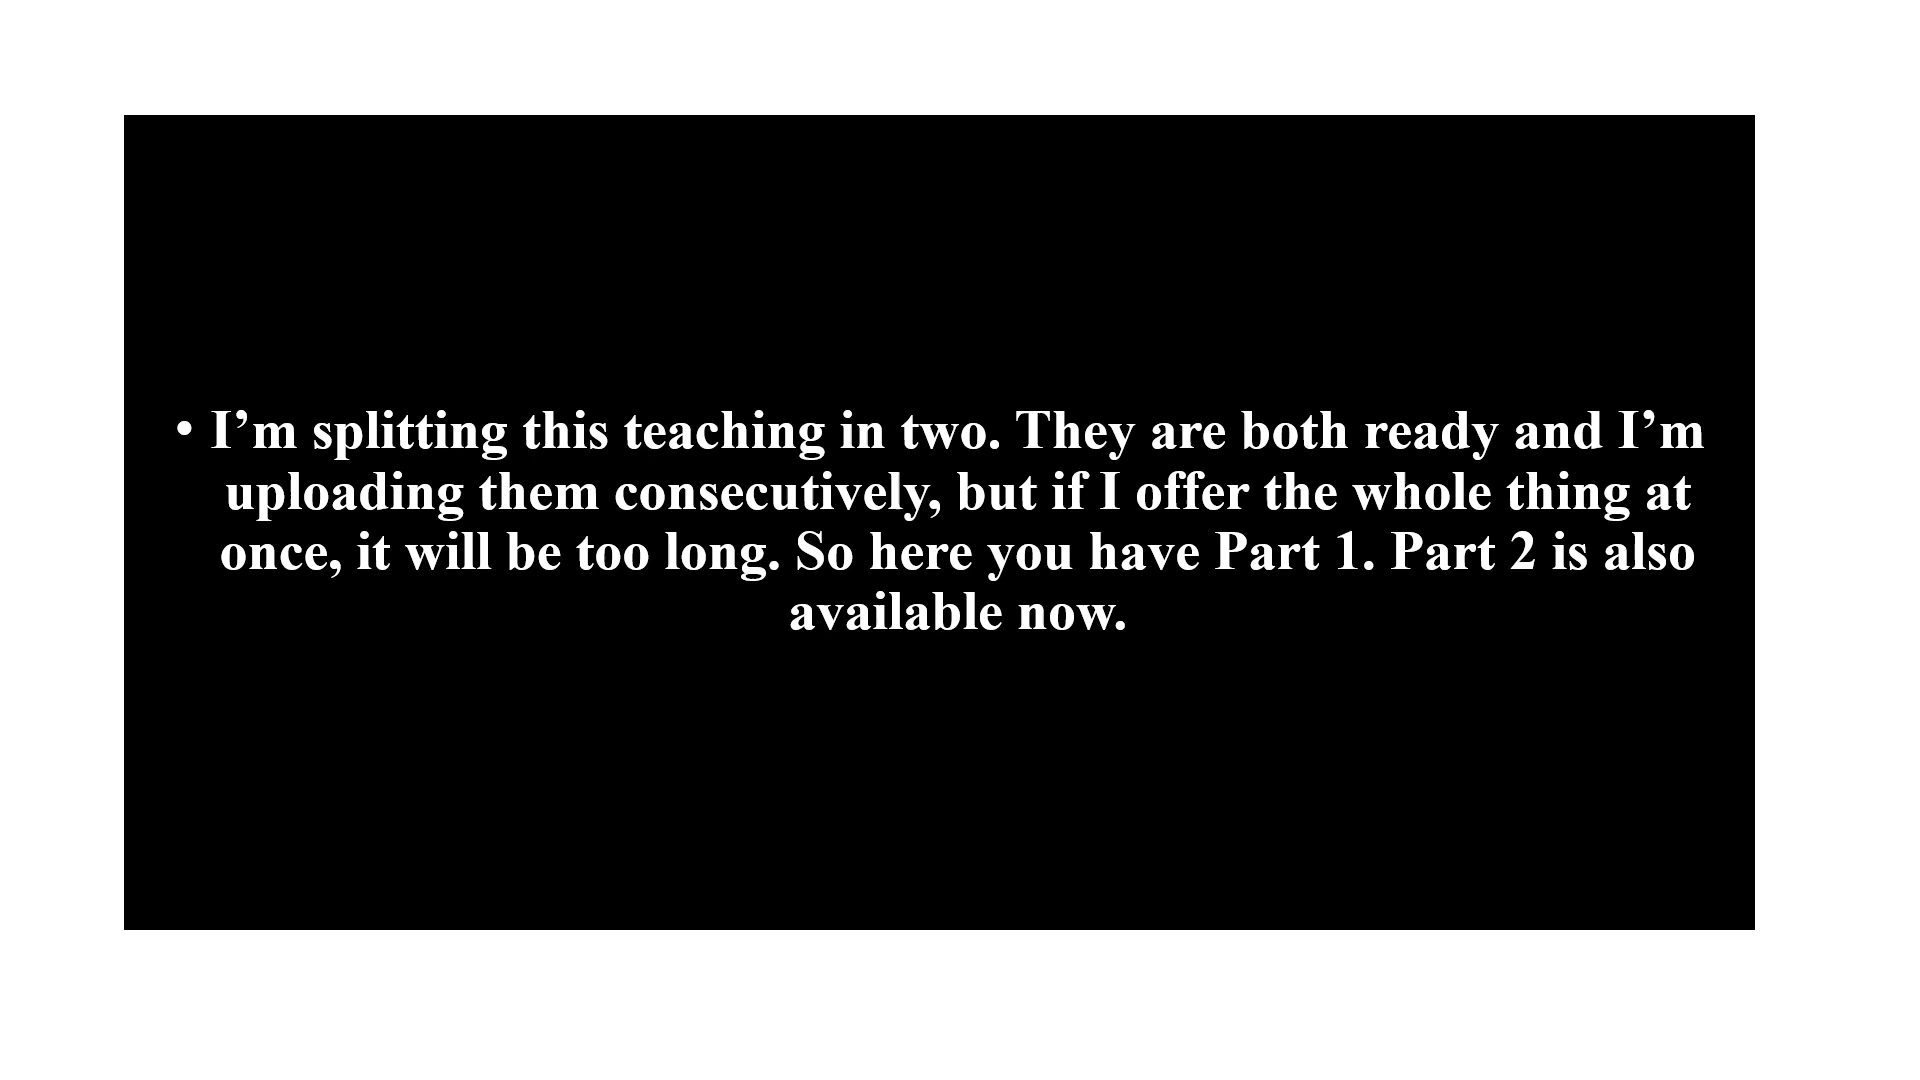 • I’m splitting this teaching in two. They are both ready and I’m
uploading them consecutively, but if I offer the whole thing at
once, it will be too long. So here you have Part 1. Part 2 is also
available now.